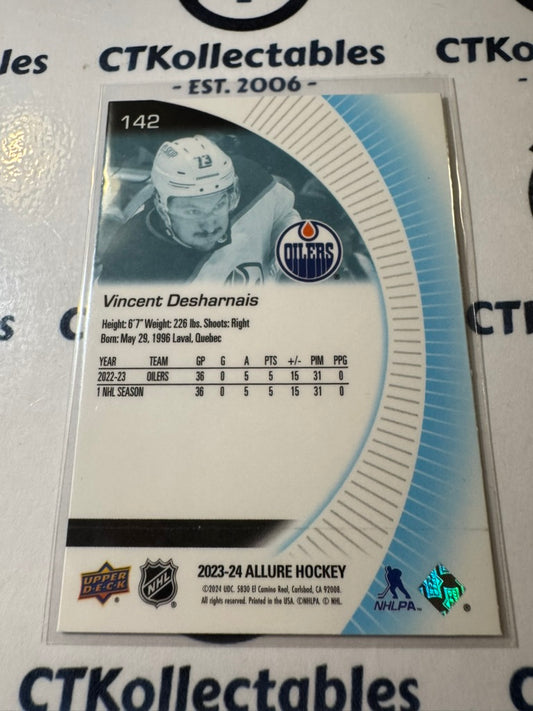 CTKollectables
- EST. 2006 -
les
CTK
142
73
OILERS
Vincent Desharnais
Height: 6'7" Weight: 226 lbs. Shoots: Right
Born: May 29, 1996 Laval, Quebec
YEAR TEAM GP G A PTS +/- PIM PPG
2022-23 OILERS 36 0 5 5 15 31 0
1 NHL SEASON 36 0 5 5 15 31 0
UPPER DECK
NHL
2023-24 ALLURE HOCKEY
©2024 UDC. 5830 El Camino Real, Carlsbad, CA 92008.
All rights reserved. Printed in the USA. ©NHLPA. © NHL.
NHLPA
CTKollectables